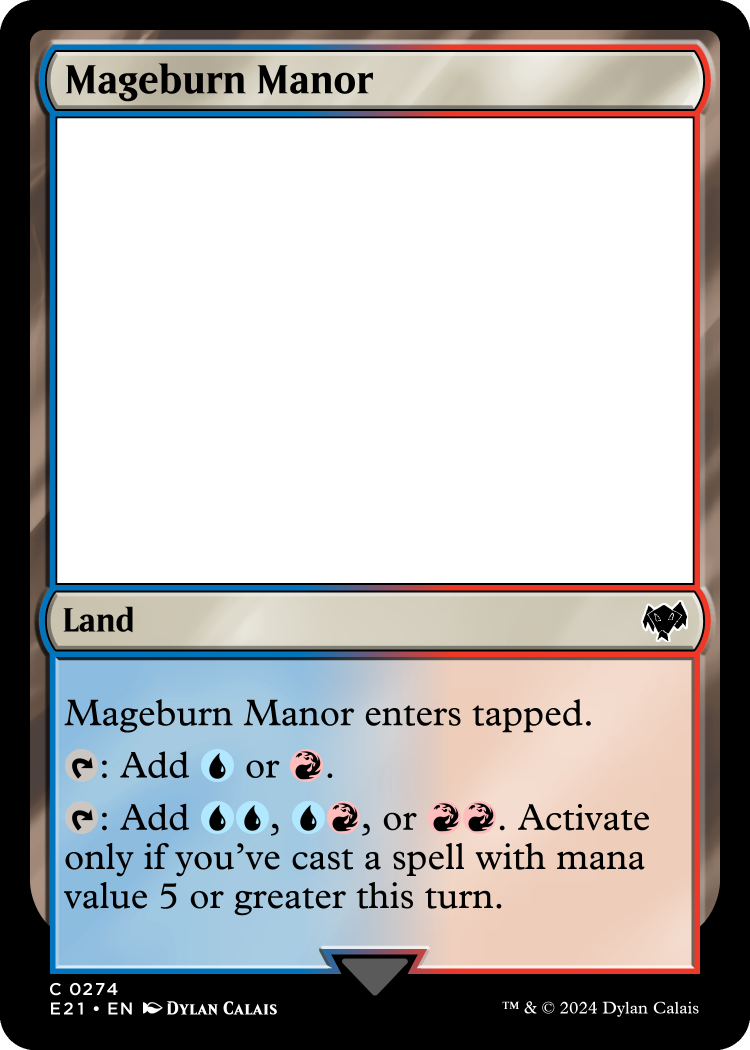 Mageburn Manor
Land
Mageburn Manor enters tapped.
: Add or .
: Add , , or . Activate
only if you’ve cast a spell with mana
value 5 or greater this turn.
C 0274
E21 • EN DYLAN CALAIS
™ & © 2024 Dylan Calais